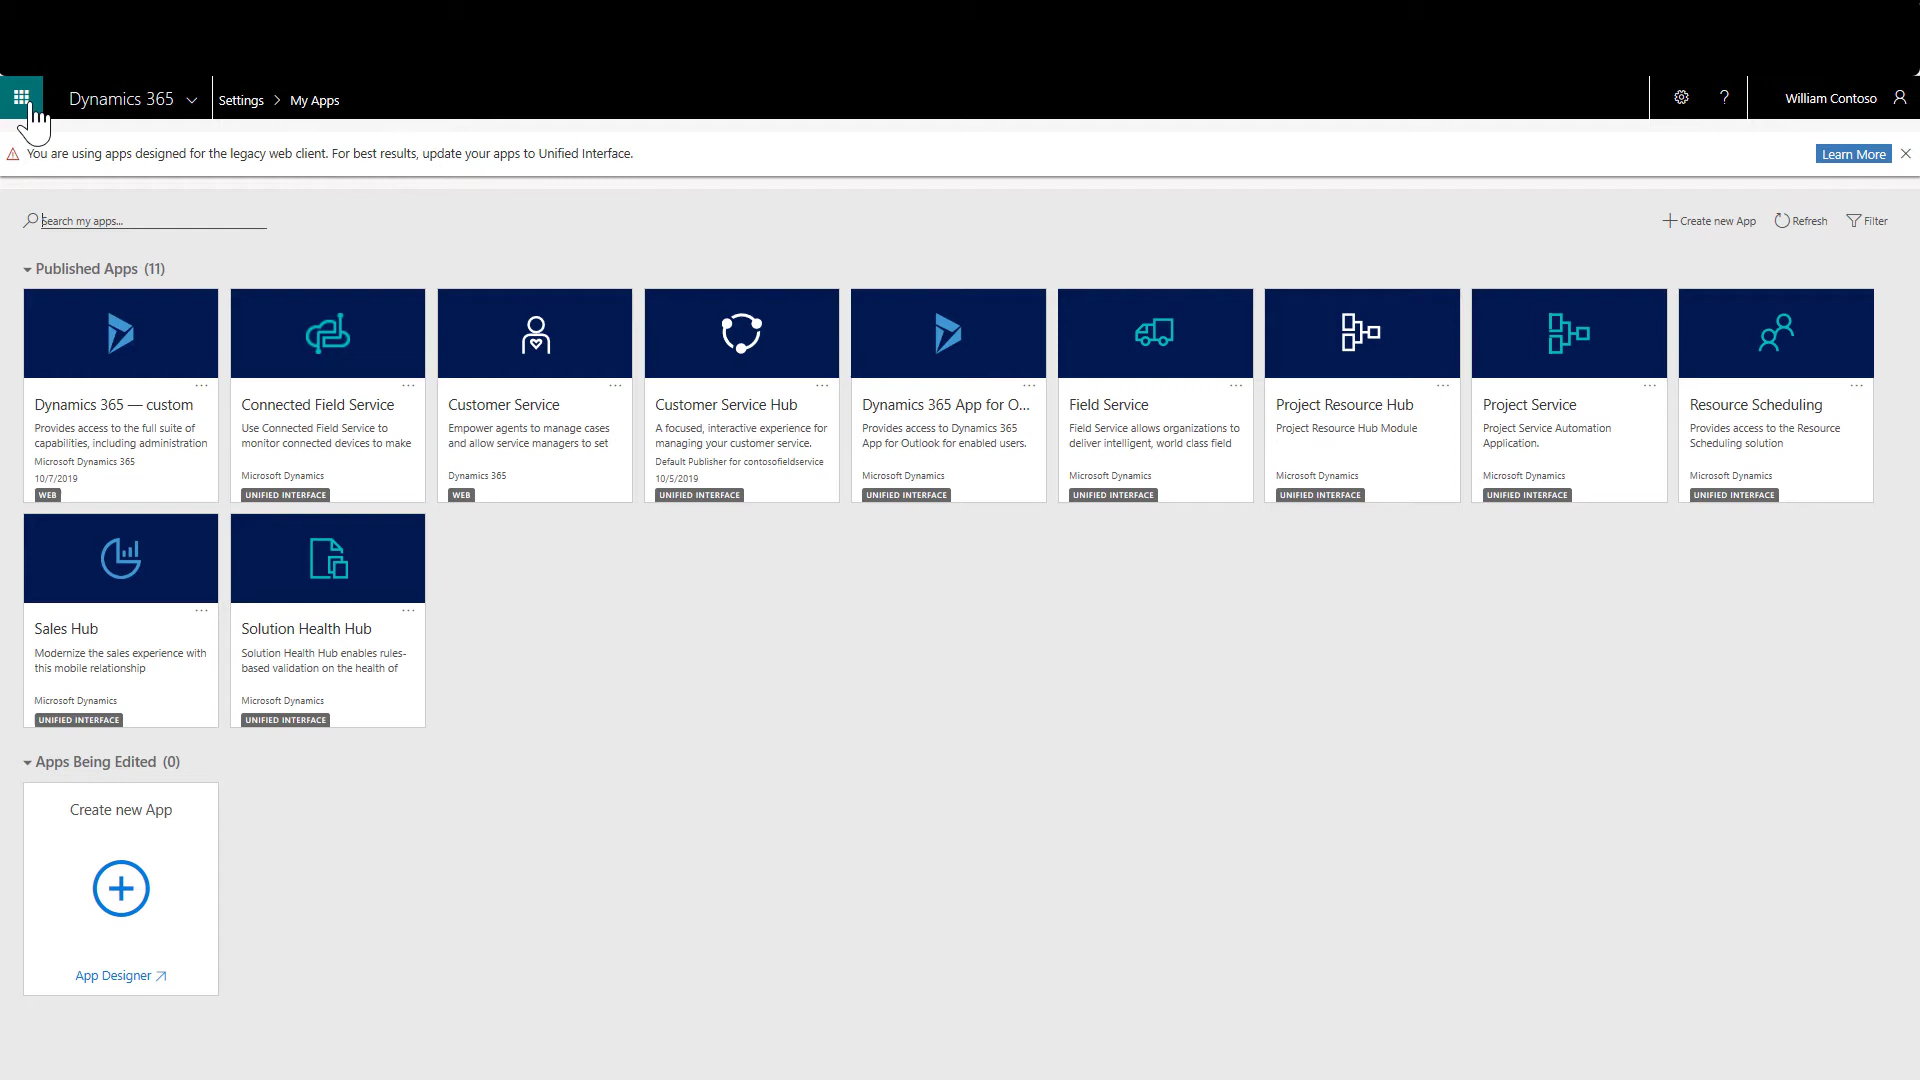 Dynamics 365
Settings > My Apps
?
William Contoso
You are using apps designed for the legacy web client. For best results, update your apps to Unified Interface.
Learn More
Search my apps...
Create new App
Refresh
Filter
Published Apps (11)
Dynamics 365 — custom
Provides access to the full suite of
capabilities, including administration
Microsoft Dynamics 365
10/7/2019
WEB
Connected Field Service
Use Connected Field Service to
monitor connected devices to make
Microsoft Dynamics
UNIFIED INTERFACE
Customer Service
Empower agents to manage cases
and allow service managers to set
Dynamics 365
WEB
Customer Service Hub
A focused, interactive experience for
managing your customer service.
Default Publisher for contosofieldservice
10/5/2019
UNIFIED INTERFACE
Dynamics 365 App for O...
Provides access to Dynamics 365
App for Outlook for enabled users.
Microsoft Dynamics
UNIFIED INTERFACE
Field Service
Field Service allows organizations to
deliver intelligent, world class field
Microsoft Dynamics
UNIFIED INTERFACE
Project Resource Hub
Project Resource Hub Module
Microsoft Dynamics
UNIFIED INTERFACE
Project Service
Project Service Automation
Application.
Microsoft Dynamics
UNIFIED INTERFACE
Resource Scheduling
Provides access to the Resource
Scheduling solution
Microsoft Dynamics
UNIFIED INTERFACE
Sales Hub
Modernize the sales experience with
this mobile relationship
Microsoft Dynamics
UNIFIED INTERFACE
Solution Health Hub
Solution Health Hub enables rules-
based validation on the health of
Microsoft Dynamics
UNIFIED INTERFACE
Apps Being Edited (0)
Create new App
App Designer